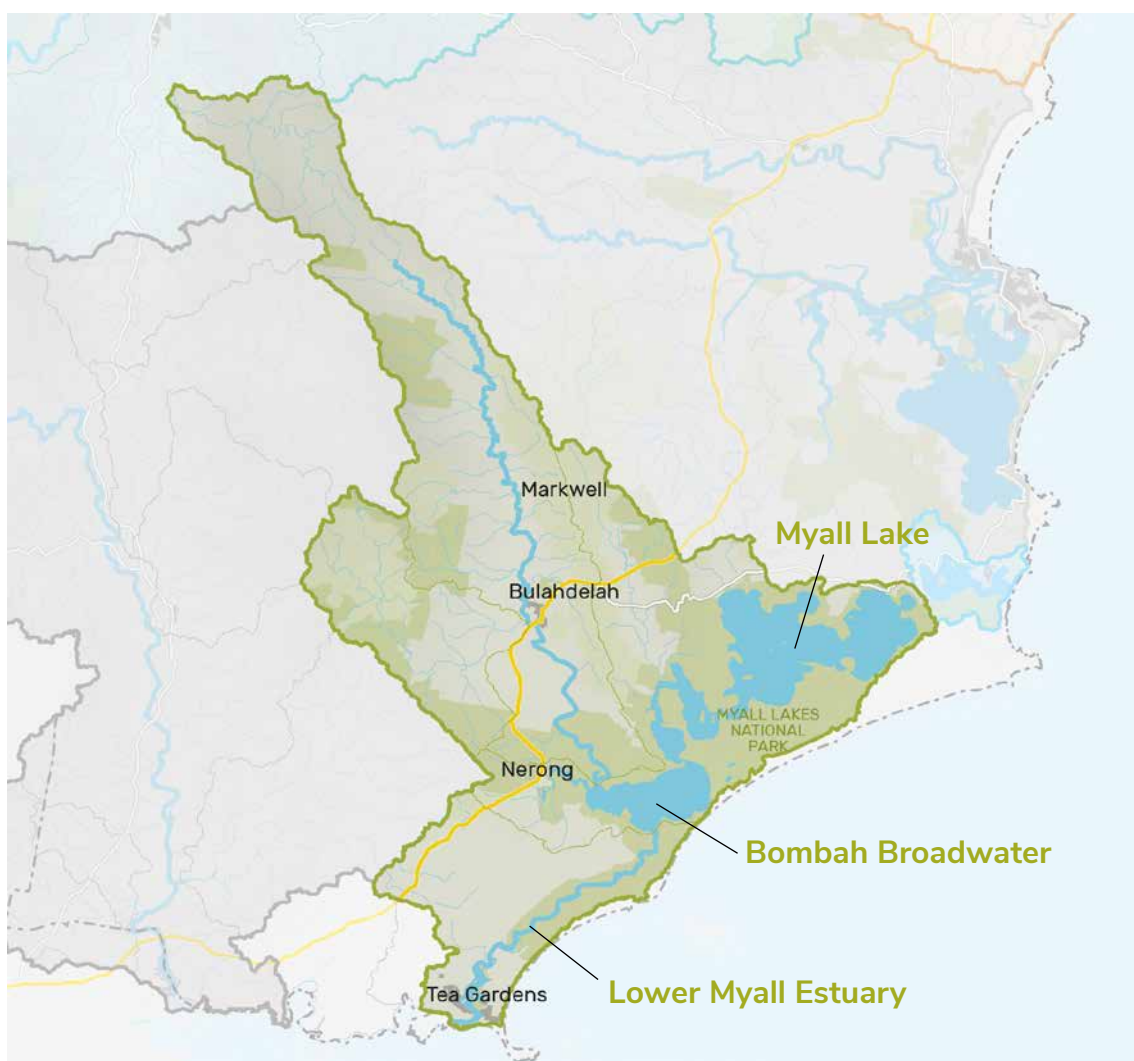 Markwell
Myall Lake
Bulahdelah
MYALL LAKES
NATIONAL
PARK
Nerong
Bombah Broadwater
Tea Gardens
Lower Myall Estuary